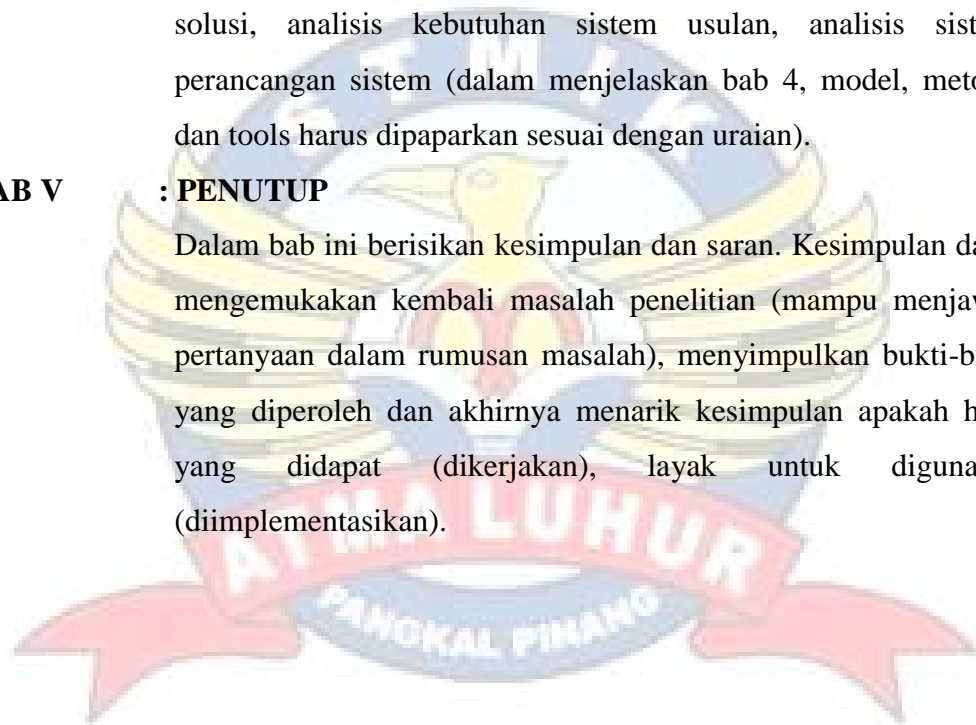 solusi, analisis kebutuhan sistem usulan, analisis sist
perancangan sistem (dalam menjelaskan bab 4, model, meto
dan tools harus dipaparkan sesuai dengan uraian).
AB V : PENUTUP
Dalam bab ini berisikan kesimpulan dan saran. Kesimpulan da
mengemukakan kembali masalah penelitian (mampu menjaw
pertanyaan dalam rumusan masalah), menyimpulkan bukti-b
yang diperoleh dan akhirnya menarik kesimpulan apakah h
yang didapat (dikerjakan), layak untuk diguna
(diimplementasikan).
STMIK
ATMA LUHUR
PANGKAL PINANG